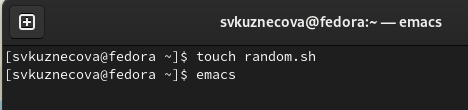 svkuznecova@fedora:~ — emacs
[svkuznecova@fedora ~]$ touch random.sh
[svkuznecova@fedora ~]$ emacs